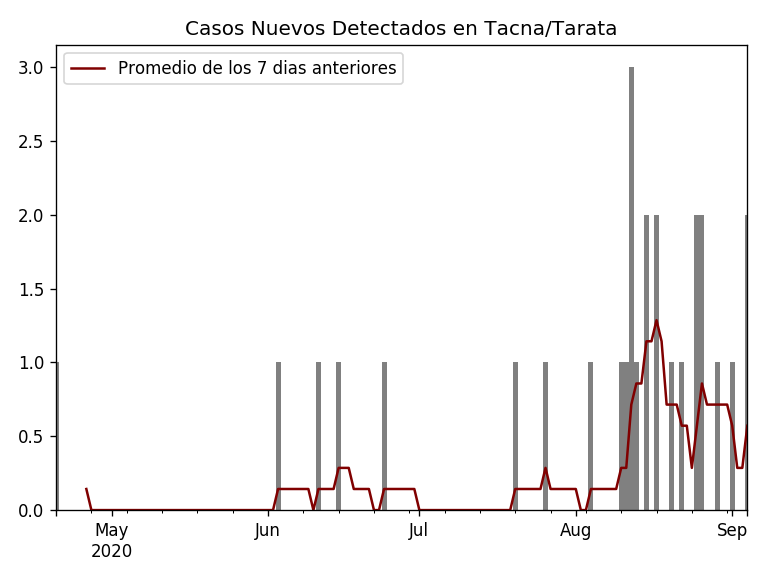 Casos Nuevos Detectados en Tacna/Tarata
Promedio de los 7 dias anteriores
3.0
2.5
2.0
1.5
1.0
0.5
0.0
May
2020
Jun
Jul
Aug
Sep